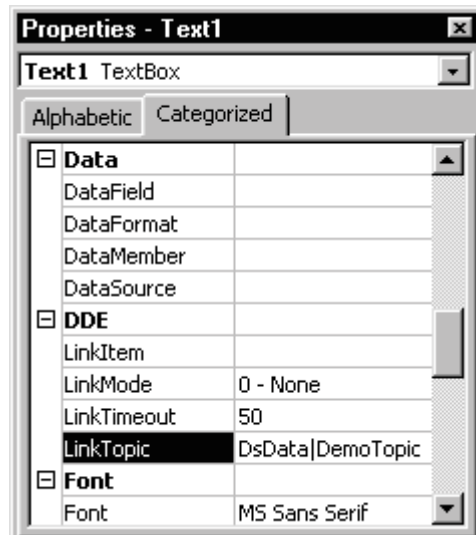 Properties - Text1
Text1 TextBox
Alphabetic Categorized
Data
DataField
DataFormat
DataMember
DataSource
DDE
LinkItem
LinkMode 0 - None
LinkTimeout 50
LinkTopic DsData|DemoTopic
Font
Font MS Sans Serif